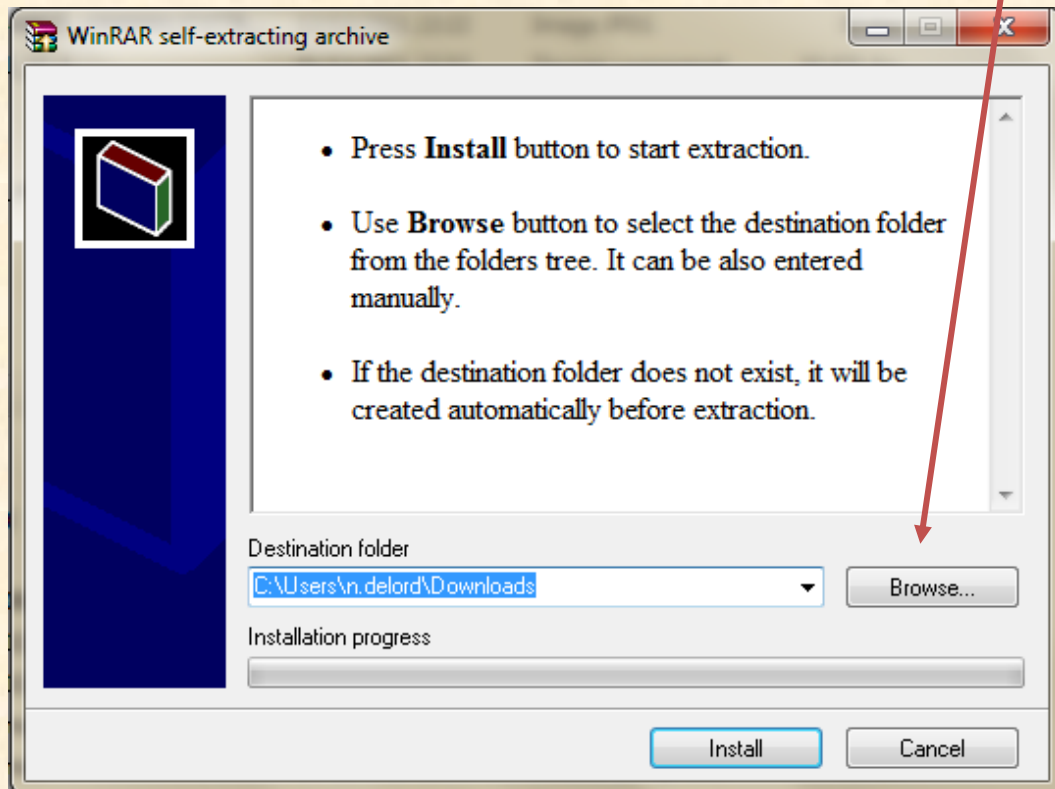 WinRAR self-extracting archive
• Press Install button to start extraction.
• Use Browse button to select the destination folder
from the folders tree. It can be also entered
manually.
• If the destination folder does not exist, it will be
created automatically before extraction.
Destination folder
C:\Users\n.delord\Downloads
Browse...
Installation progress
Install
Cancel